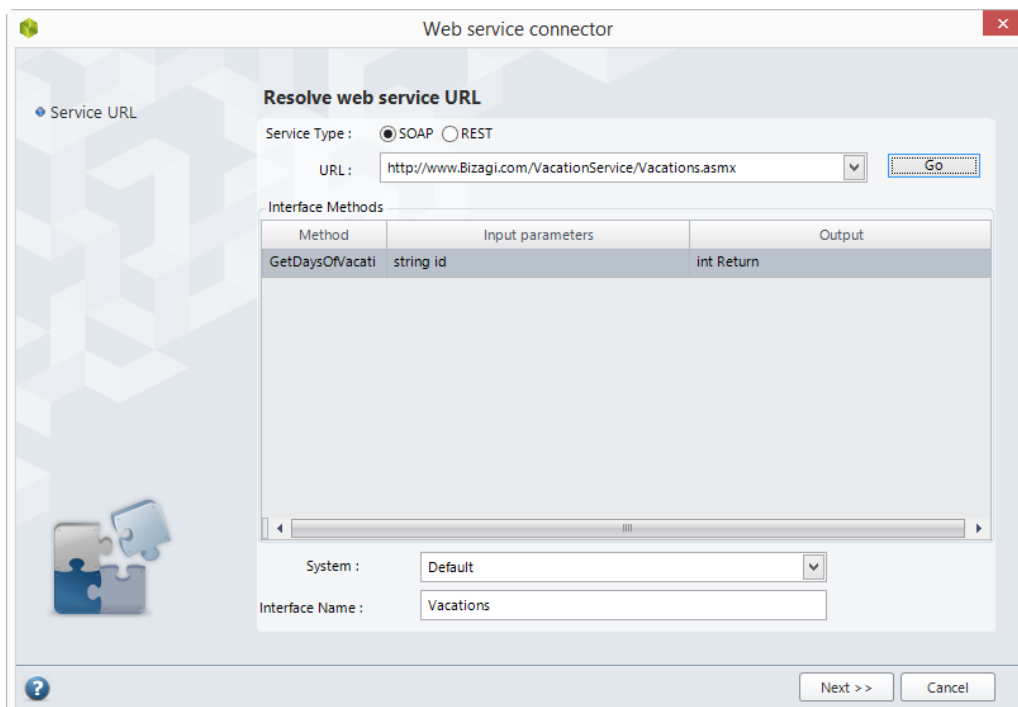 Web service connector
Service URL
Resolve web service URL
Service Type : SOAP REST
URL : http://www.Bizagi.com/VacationService/Vacations.asmx Go
Interface Methods
Method Input parameters Output
GetDaysOfVacati string id int Return
System : Default
Interface Name : Vacations
? Next >> Cancel